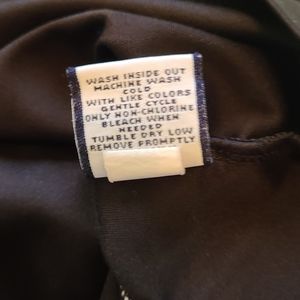 WASH INSIDE OUT
MACHINE WASH
COLD
WITH LIKE COLORS
GENTLE CYCLE
ONLY NON-CHLORINE
BLEACH WHEN
NEEDED
TUMBLE DRY LOW
REMOVE PROMPTLY